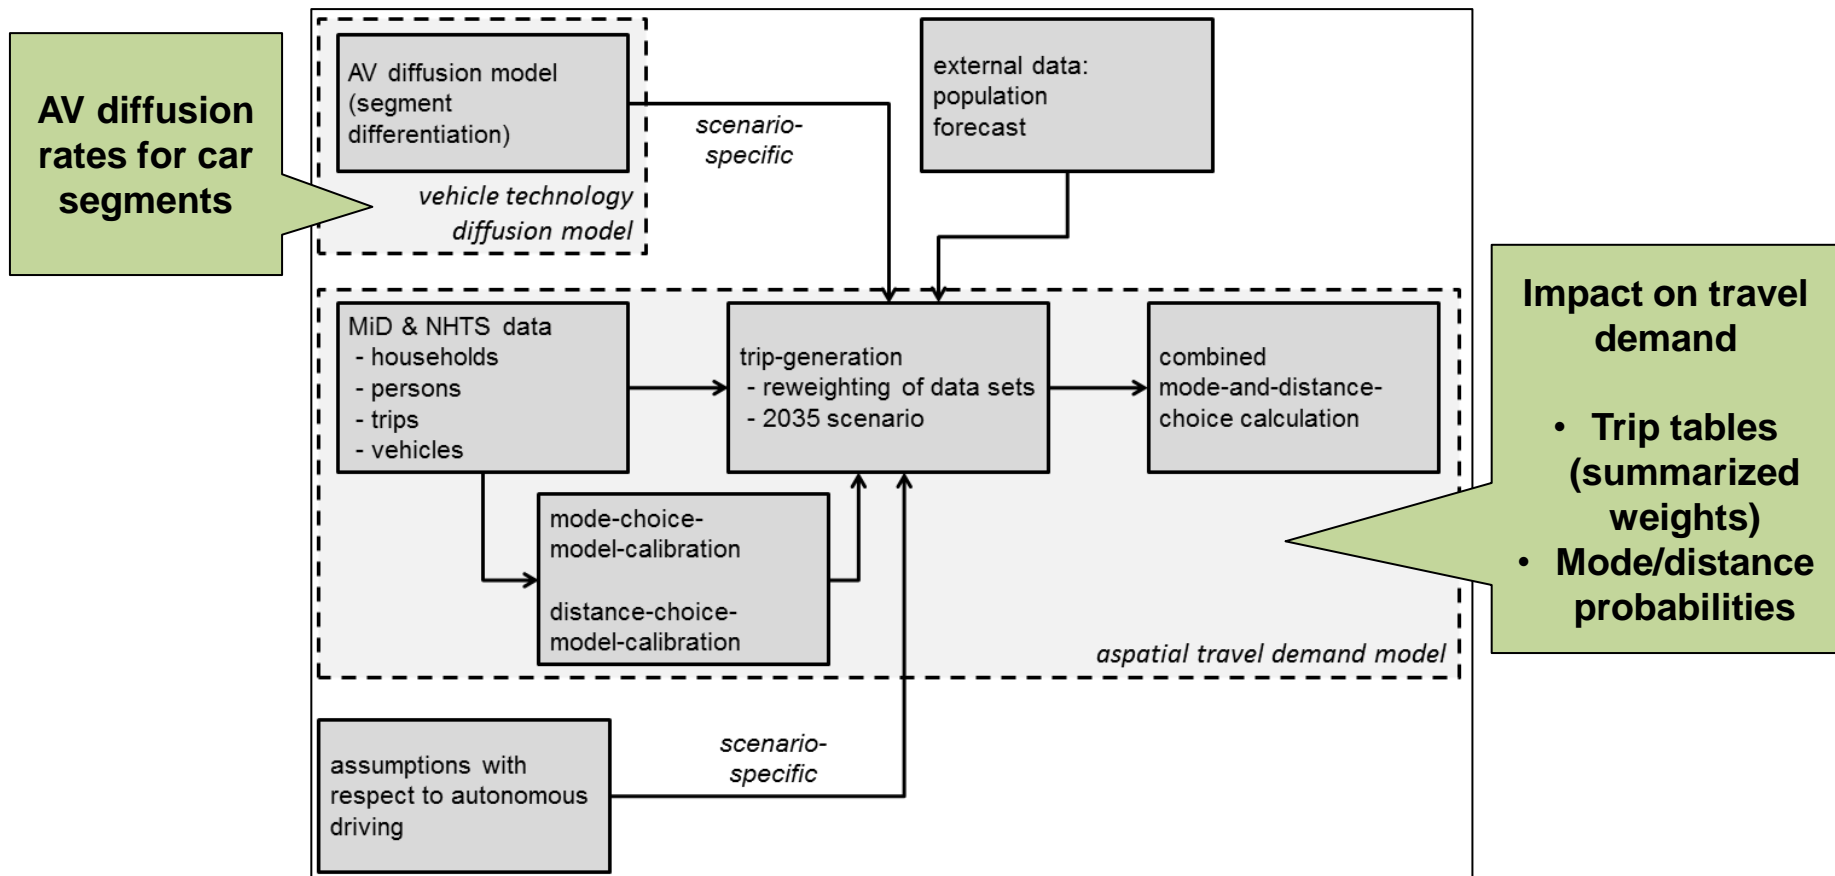 AV diffusion
rates for car
segments
AV diffusion model
(segment
differentiation)
vehicle technology
diffusion model
scenario-
specific
external data:
population
forecast
MiD & NHTS data
- households
- persons
- trips
- vehicles
trip-generation
- reweighting of data sets
- 2035 scenario
combined
mode-and-distance-
choice calculation
mode-choice-
model-calibration
distance-choice-
model-calibration
aspatial travel demand model
Impact on travel
demand
• Trip tables
(summarized
weights)
• Mode/distance
probabilities
assumptions with
respect to autonomous
driving
scenario-
specific